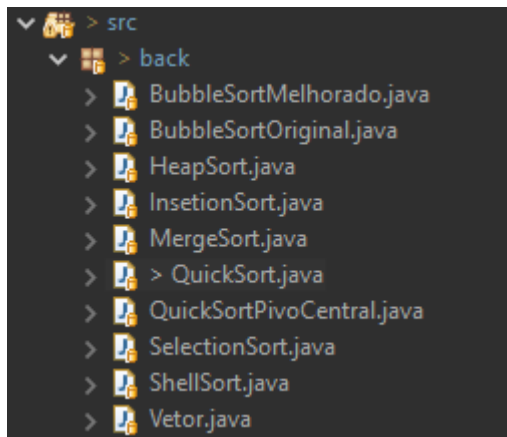 > src
> back
BubbleSortMelhorado.java
BubbleSortOriginal.java
HeapSort.java
InsetionSort.java
MergeSort.java
> QuickSort.java
QuickSortPivoCentral.java
SelectionSort.java
ShellSort.java
Vetor.java